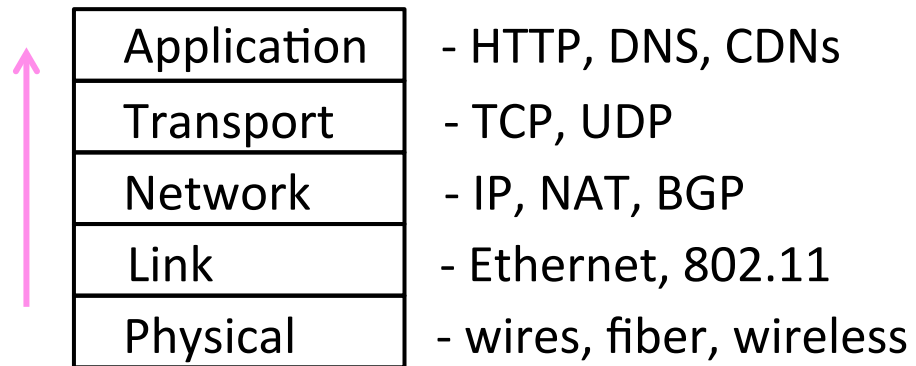 Application - HTTP, DNS, CDNs
Transport - TCP, UDP
Network - IP, NAT, BGP
Link - Ethernet, 802.11
Physical - wires, fiber, wireless